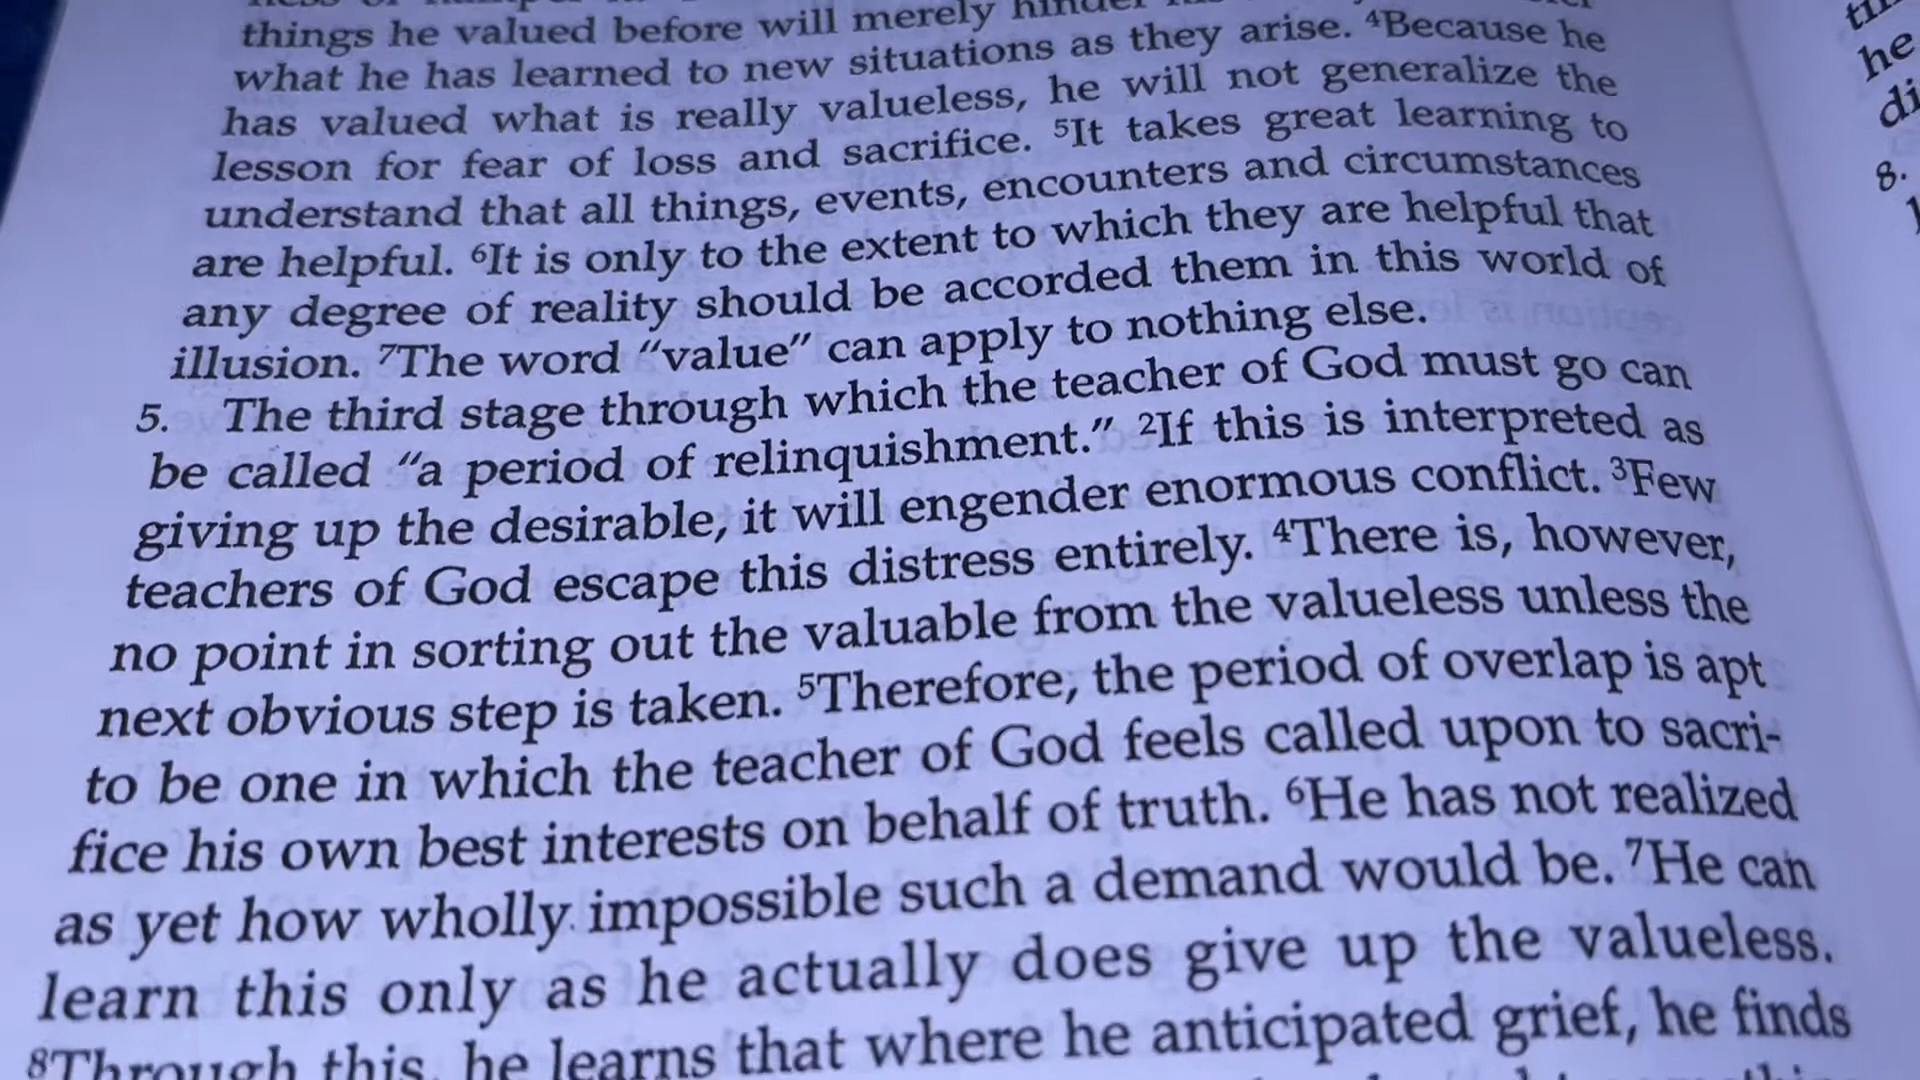 things he valued before will merely
what he has learned to new situations as they arise. ⁴Because he
has valued what is really valueless, he will not generalize the
lesson for fear of loss and sacrifice. ⁵It takes great learning to
understand that all things, events, encounters and circumstances
are helpful. ⁶It is only to the extent to which they are helpful that
any degree of reality should be accorded them in this world of
illusion. ⁷The word “value” can apply to nothing else.
5. The third stage through which the teacher of God must go can
be called “a period of relinquishment.” ²If this is interpreted as
giving up the desirable, it will engender enormous conflict. ³Few
teachers of God escape this distress entirely. ⁴There is, however,
no point in sorting out the valuable from the valueless unless the
next obvious step is taken. ⁵Therefore, the period of overlap is apt
to be one in which the teacher of God feels called upon to sacri-
fice his own best interests on behalf of truth. ⁶He has not realized
as yet how wholly impossible such a demand would be. ⁷He can
learn this only as he actually does give up the valueless.
⁸Through this, he learns that where he anticipated grief, he finds
he
di
8.